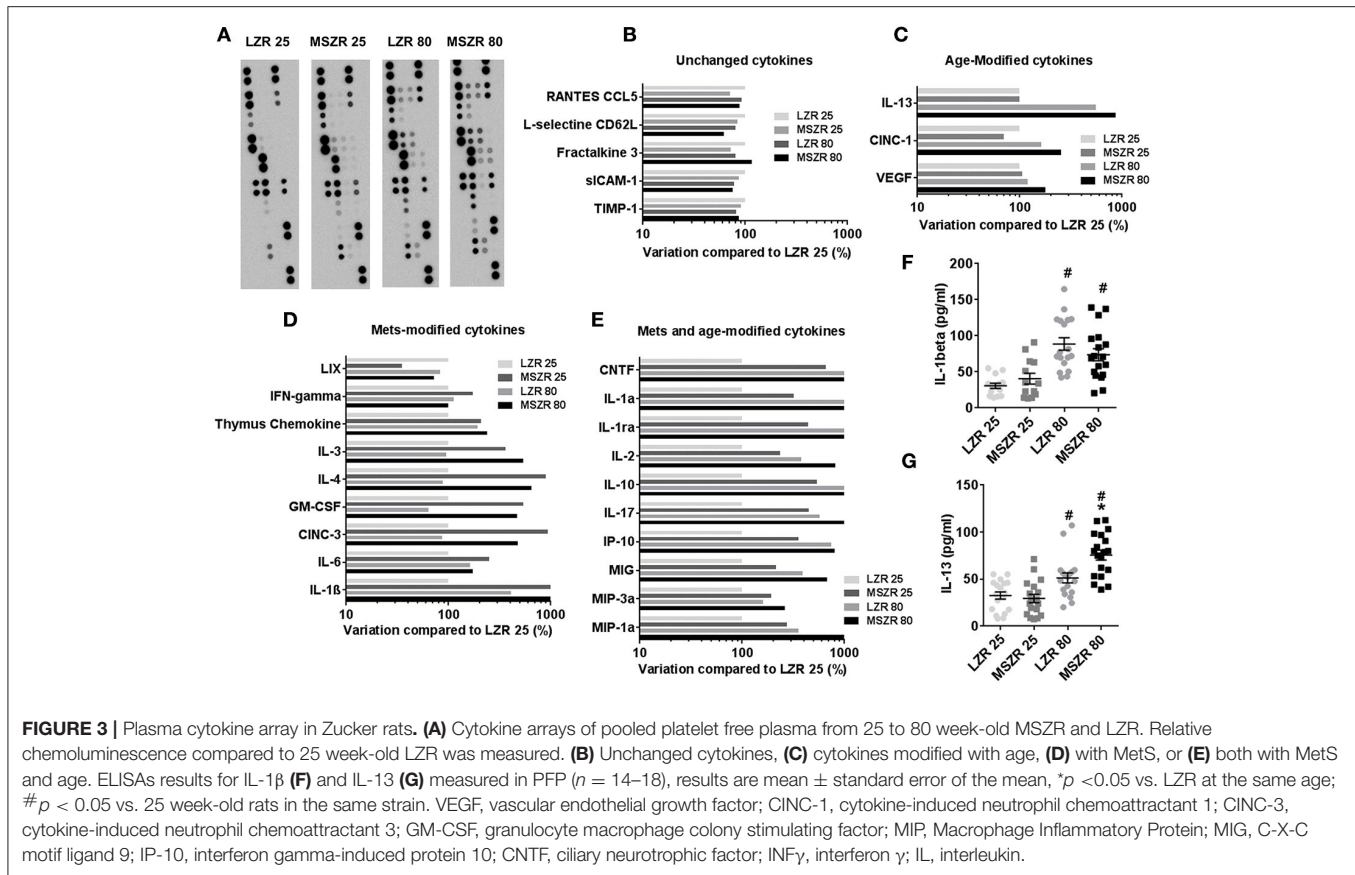 A
LZR 25 MSZR 25 LZR 80 MSZR 80
B
Unchanged cytokines
RANTES CCL5
L-selectine CD62L
Fractalkine 3
sICAM-1
TIMP-1
LZR 25
MSZR 25
LZR 80
MSZR 80
10 100 1000
Variation compared to LZR 25 (%)
C
Age-Modified cytokines
IL-13
CINC-1
VEGF
LZR 25
MSZR 25
LZR 80
MSZR 80
10 100 1000
Variation compared to LZR 25 (%)
D
Mets-modified cytokines
LIX
IFN-gamma
Thymus Chemokine
IL-3
IL-4
GM-CSF
CINC-3
IL-6
IL-1ß
LZR 25
MSZR 25
LZR 80
MSZR 80
10 100 1000
Variation compared to LZR 25 (%)
E
Mets and age-modified cytokines
CNTF
IL-1a
IL-1ra
IL-2
IL-10
IL-17
IP-10
MIG
MIP-3a
MIP-1a
LZR 25
MSZR 25
LZR 80
MSZR 80
10 100 1000
Variation compared to LZR 25 (%)
F
IL-1beta (pg/ml)
200
150
100
50
0
# #
LZR 25 MSZR 25 LZR 80 MSZR 80
G
IL-13 (pg/ml)
150
100
50
0
# #
*
LZR 25 MSZR 25 LZR 80 MSZR 80
FIGURE 3 | Plasma cytokine array in Zucker rats. (A) Cytokine arrays of pooled platelet free plasma from 25 to 80 week-old MSZR and LZR. Relative
chemoluminescence compared to 25 week-old LZR was measured. (B) Unchanged cytokines, (C) cytokines modified with age, (D) with MetS, or (E) both with MetS
and age. ELISAs results for IL-1β (F) and IL-13 (G) measured in PFP (n = 14–18), results are mean ± standard error of the mean, *p <0.05 vs. LZR at the same age;
#p < 0.05 vs. 25 week-old rats in the same strain. VEGF, vascular endothelial growth factor; CINC-1, cytokine-induced neutrophil chemoattractant 1; CINC-3,
cytokine-induced neutrophil chemoattractant 3; GM-CSF, granulocyte macrophage colony stimulating factor; MIP, Macrophage Inflammatory Protein; MIG, C-X-C
motif ligand 9; IP-10, interferon gamma-induced protein 10; CNTF, ciliary neurotrophic factor; INFγ, interferon γ; IL, interleukin.